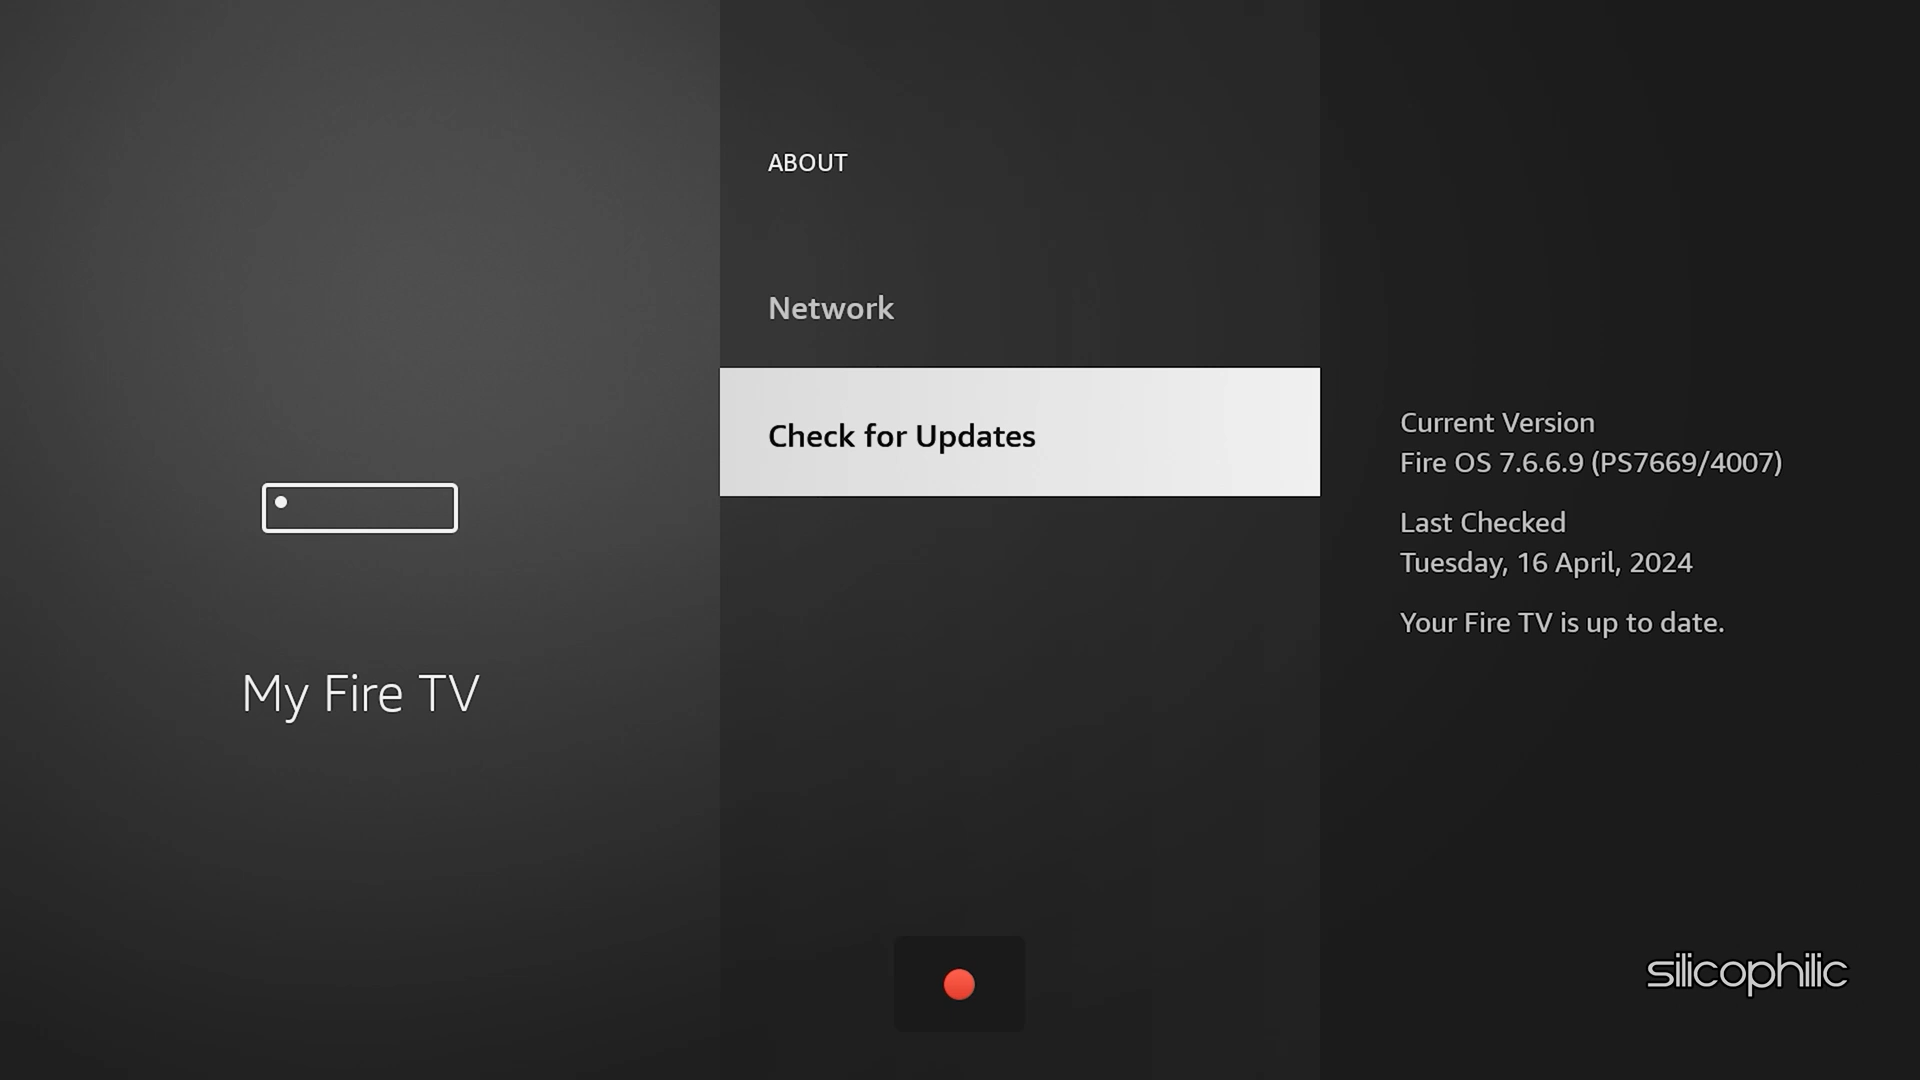 ABOUT
Network
Check for Updates
My Fire TV
Current Version
Fire OS 7.6.6.9 (PS7669/4007)
Last Checked
Tuesday, 16 April, 2024
Your Fire TV is up to date.
silicophilic